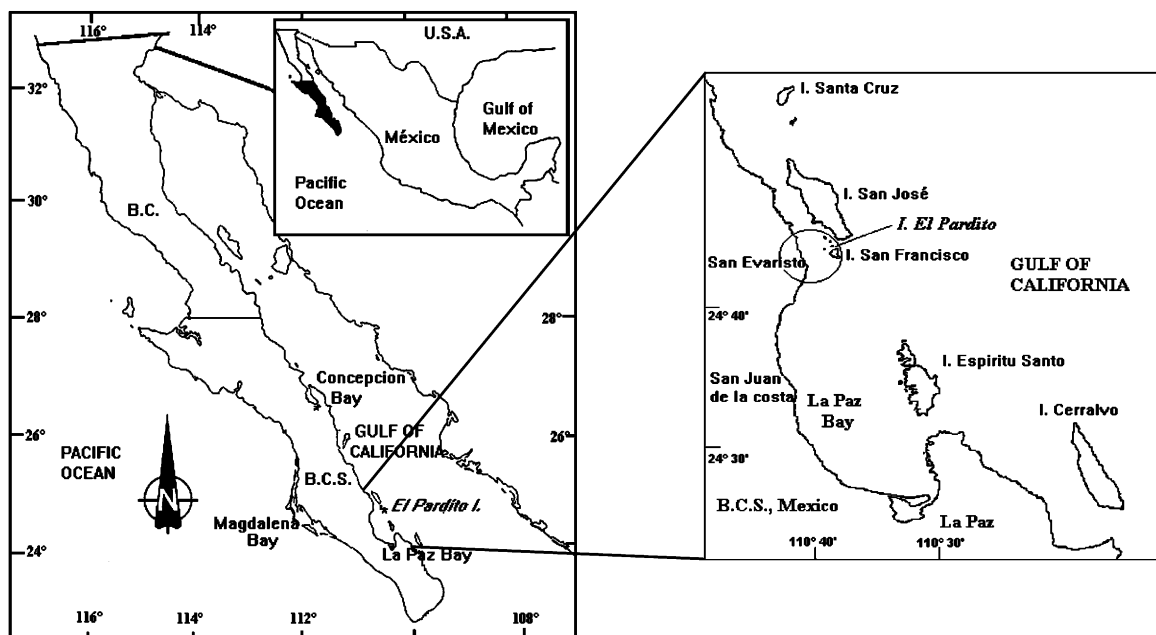 116°
114°
U.S.A.
Gulf of
Mexico
México
Pacific
Ocean
32°
30°
28°
26°
24°
B.C.
28°
26°
Concepcion
Bay
GULF OF
CALIFORNIA
PACIFIC
OCEAN
N
B.C.S.
El Pardito I.
Magdalena
Bay
La Paz Bay
116°
114°
112°
110°
108°
I. Santa Cruz
I. San José
I. El Pardito
San Evaristo
I. San Francisco
GULF OF
CALIFORNIA
24° 40'
I. Espiritu Santo
San Juan
de la costa
La Paz
Bay
I. Cerralvo
24° 30'
B.C.S., Mexico
La Paz
110° 40'
110° 30'